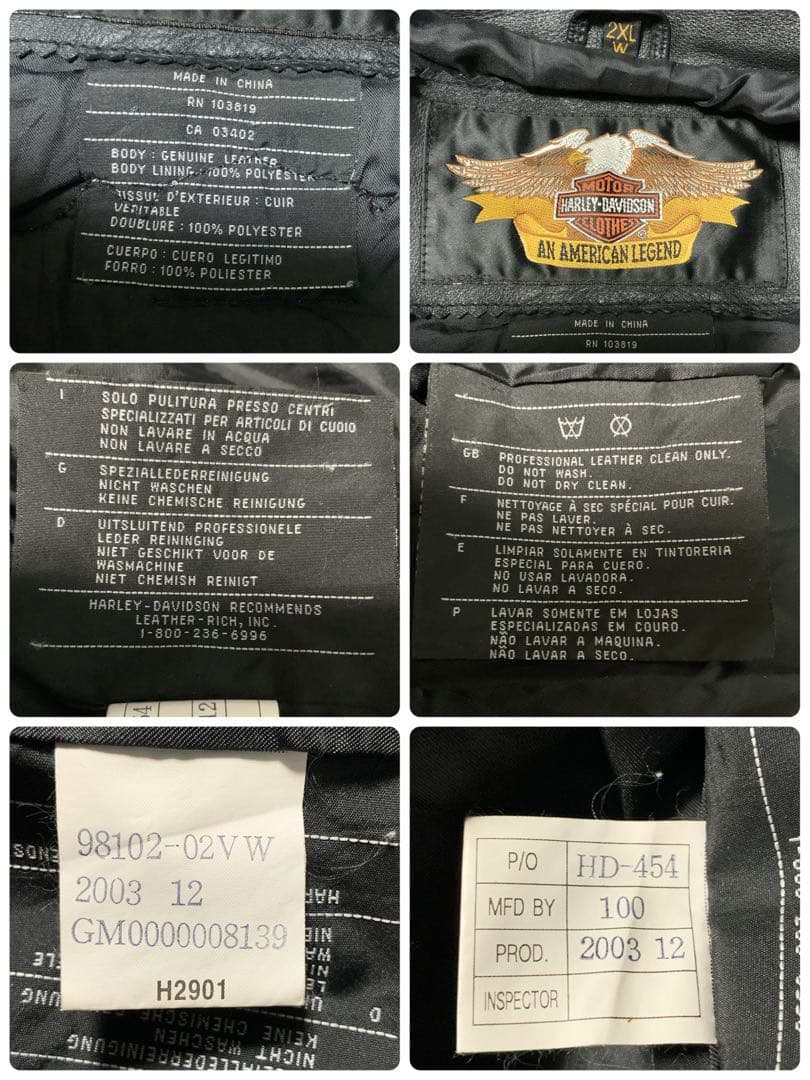 MADE IN CHINA
RN 103819
CA 03402
BODY : GENUINE LEATHER
BODY LINING : 100% POLYESTER
TISSUS D'EXTERIEUR : CUIR
VERITABLE
DOUBLURE : 100% POLYESTER
CUERPO : CUERO LEGITIMO
FORRO : 100% POLIESTER
2XL
W
MOTOR
HARLEY-DAVIDSON
CLOTHES
AN AMERICAN LEGEND
MADE IN CHINA
RN 103819
I SOLO PULITURA PRESSO CENTRI
SPECIALIZZATI PER ARTICOLI DI CUOIO
NON LAVARE IN ACQUA
NON LAVARE A SECCO
G SPEZIALLEDERREINIGUNG
NICHT WASCHEN
KEINE CHEMISCHE REINIGUNG
D UITSLUITEND PROFESSIONELE
LEDER REININGING
NIET GESCHIKT VOOR DE
WASMACHINE
NIET CHEMISH REINIGT
HARLEY-DAVIDSON RECOMMENDS
LEATHER-RICH, INC.
1-800-236-6996
GB PROFESSIONAL LEATHER CLEAN ONLY.
DO NOT WASH.
DO NOT DRY CLEAN.
F NETTOYAGE À SEC SPÉCIAL POUR CUIR.
NE PAS LAVER.
NE PAS NETTOYER À SEC.
E LIMPIAR SOLAMENTE EN TINTORERIA
ESPECIAL PARA CUERO.
NO USAR LAVADORA.
NO LAVAR A SECO.
P LAVAR SOMENTE EM LOJAS
ESPECIALIZADAS EM COURO.
NÃO LAVAR A MAQUINA.
NÃO LAVAR A SECO.
98102-02VW
2003 12
GM0000008139
H2901
NICHT WASCHEN
KEINE CHEMISCHE
D
P/O HD-454
MFD BY 100
PROD. 2003 12
INSPECTOR